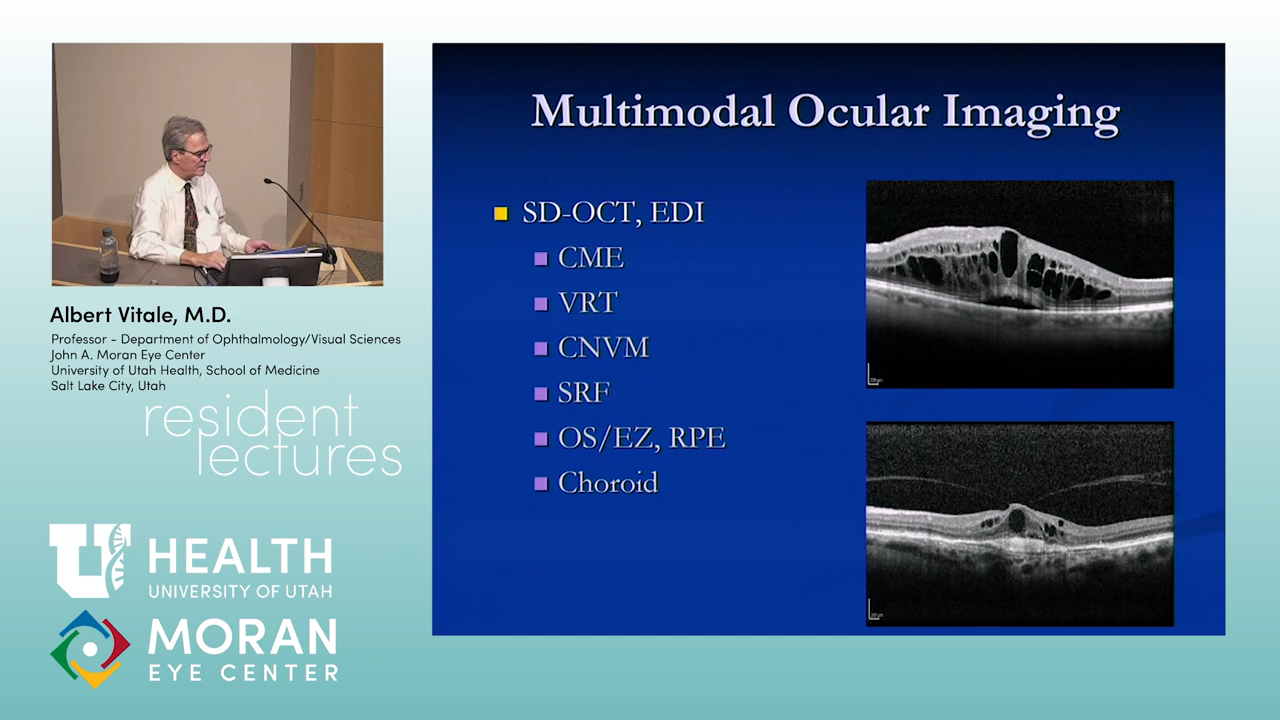 Albert Vitale, M.D.
Professor - Department of Ophthalmology/Visual Sciences
John A. Moran Eye Center
University of Utah Health, School of Medicine
Salt Lake City, Utah
resident
lectures
U HEALTH
UNIVERSITY OF UTAH
MORAN
EYE CENTER
Multimodal Ocular Imaging
SD-OCT, EDI
CME
VRT
CNVM
SRF
OS/EZ, RPE
Choroid